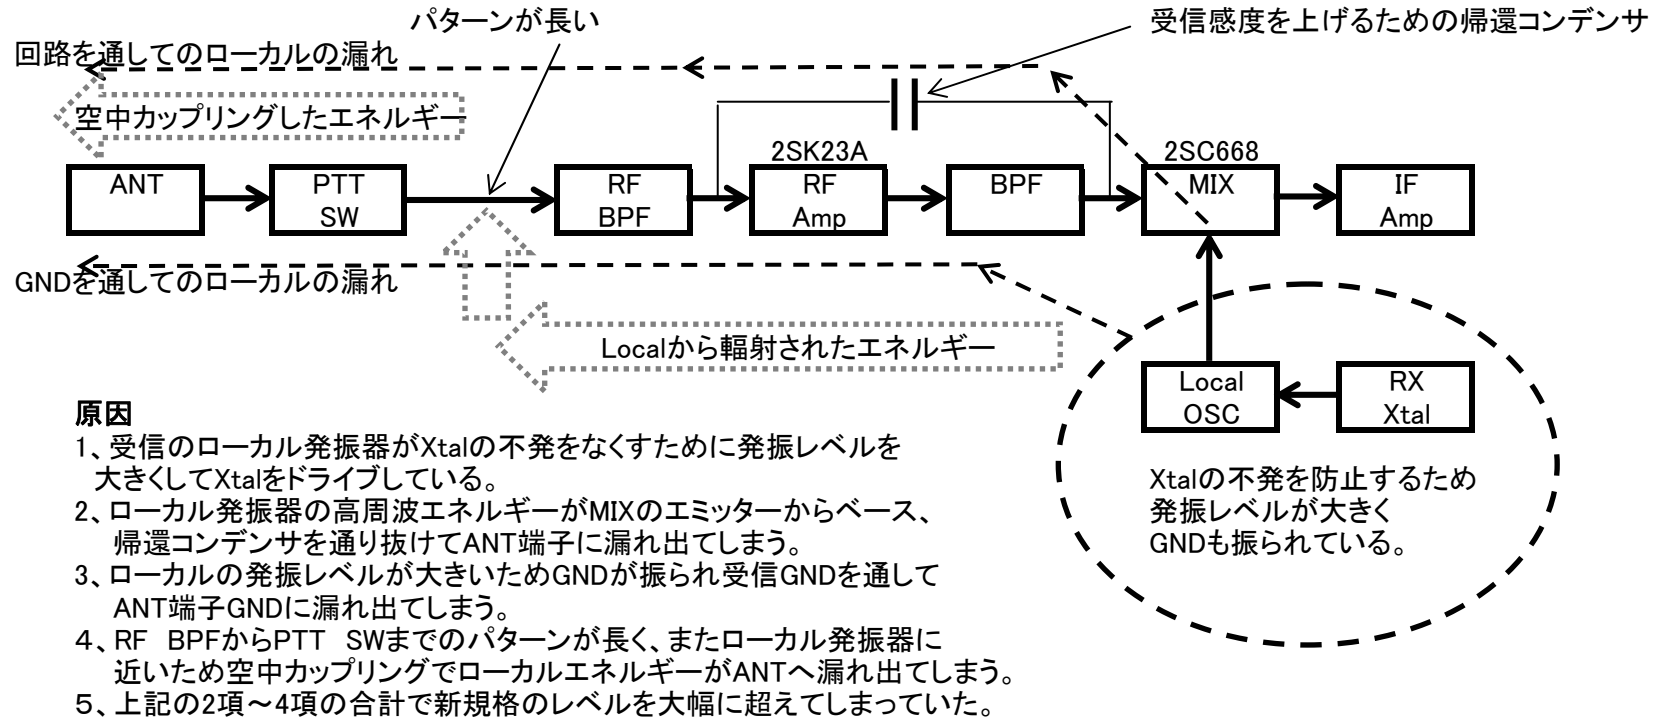 パターンが長い
受信感度を上げるための帰還コンデンサ
回路を通してのローカルの漏れ
空中カップリングしたエネルギー
2SK23A
2SC668
ANT
PTT
SW
RF
BPF
RF
Amp
BPF
MIX
IF
Amp
GNDを通してのローカルの漏れ
Localから輻射されたエネルギー
Local
OSC
RX
Xtal
原因
1、受信のローカル発振器がXtalの不発をなくすために発振レベルを
大きくしてXtalをドライブしている。
2、ローカル発振器の高周波エネルギーがMIXのエミッターからベース、
帰還コンデンサを通り抜けてANT端子に漏れ出てしまう。
3、ローカルの発振レベルが大きいためGNDが振られ受信GNDを通して
ANT端子GNDに漏れ出てしまう。
４、RF　BPFからPTT　SWまでのパターンが長く、またローカル発振器に
近いため空中カップリングでローカルエネルギーがANTへ漏れ出てしまう。
５、上記の2項～4項の合計で新規格のレベルを大幅に超えてしまっていた。
Xtalの不発を防止するため
発振レベルが大きく
GNDも振られている。